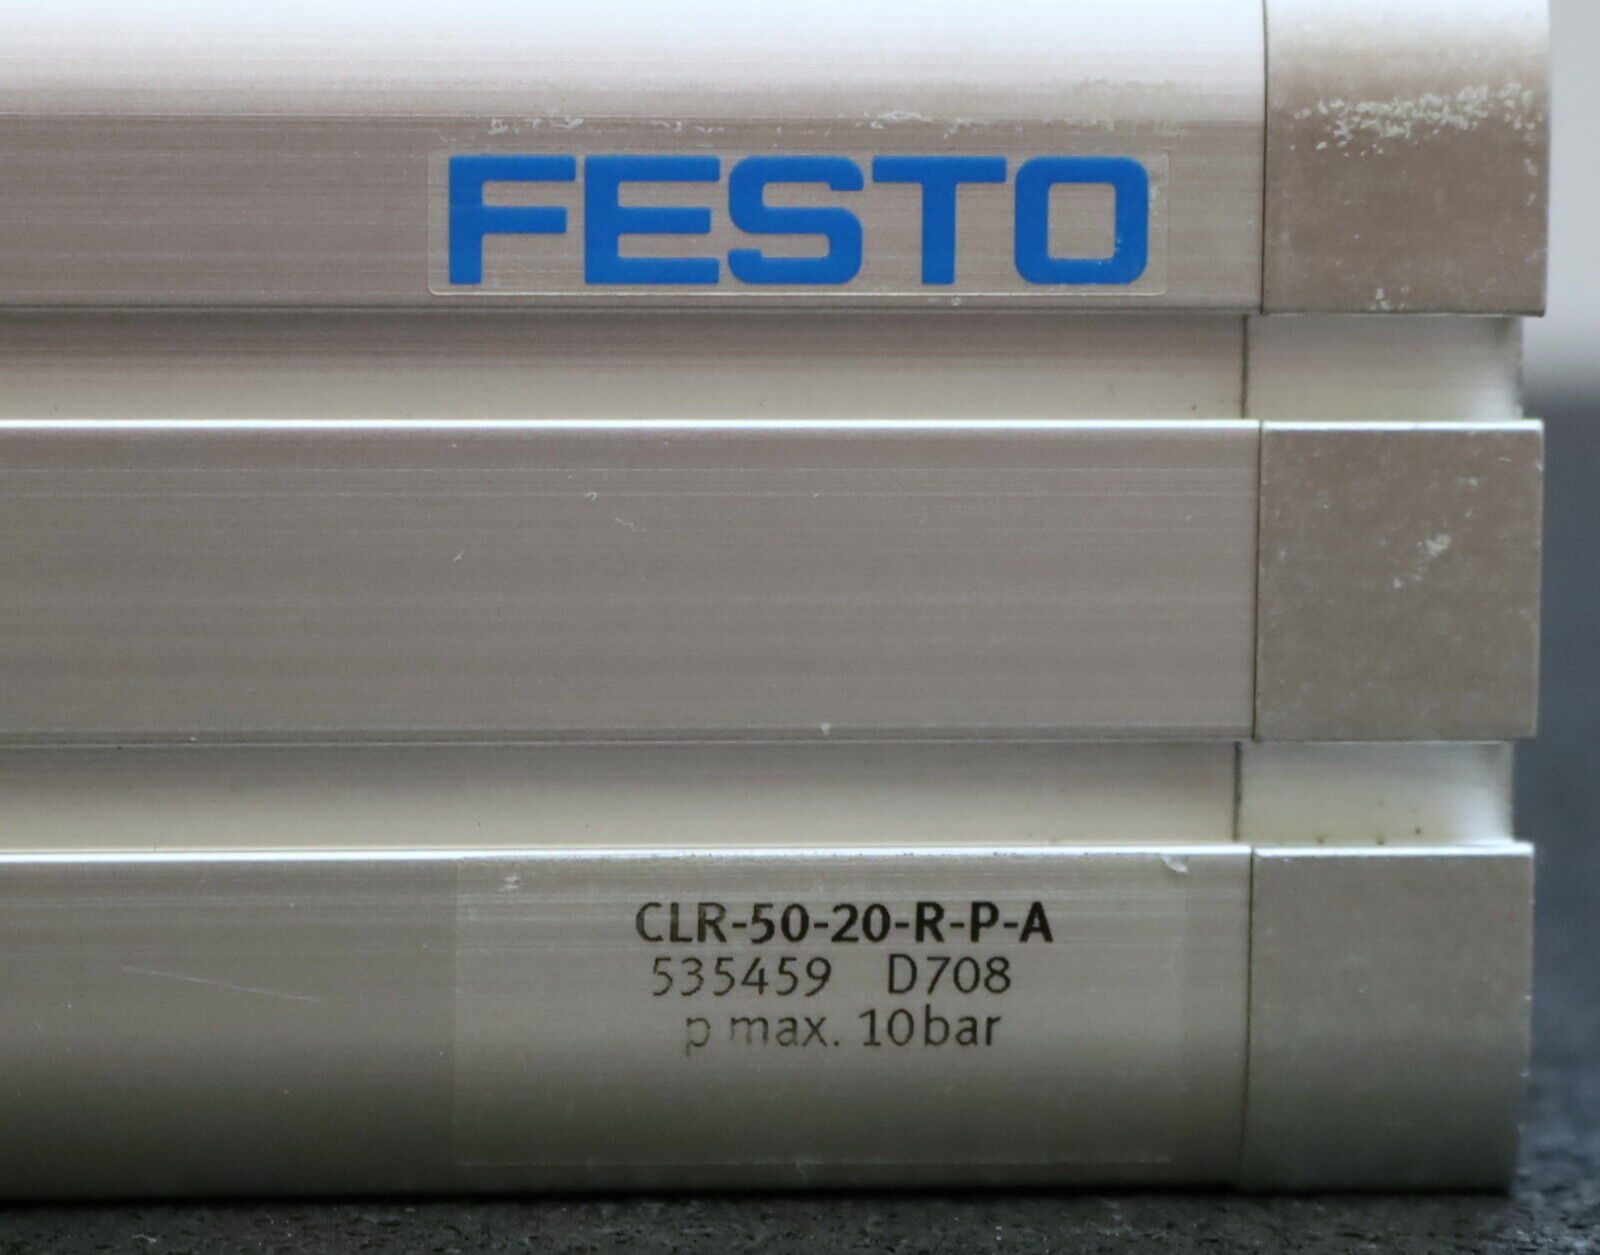 FESTO
CLR-50-20-R-P-A
535459 D708
p max. 10bar